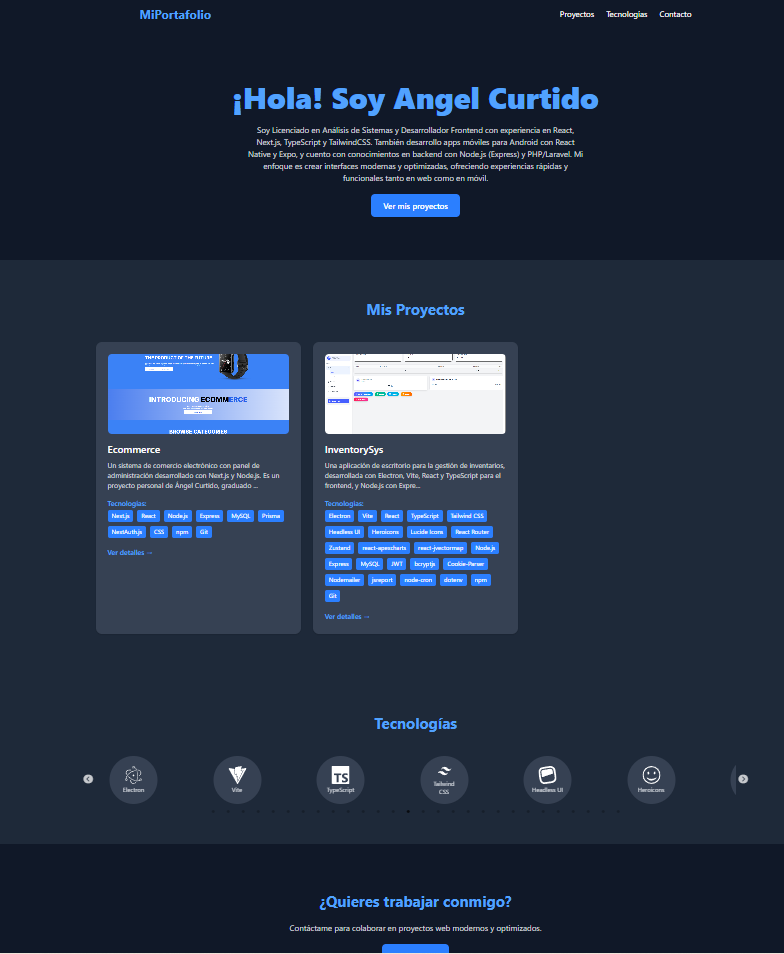 MiPortafolio
Proyectos Tecnologías Contacto
¡Hola! Soy Angel Curtido
Soy Licenciado en Análisis de Sistemas y Desarrollador Frontend con experiencia en React,
Next.js, TypeScript y TailwindCSS. También desarrollo apps móviles para Android con React
Native y Expo, y cuento con conocimientos en backend con Node.js (Express) y PHP/Laravel. Mi
enfoque es crear interfaces modernas y optimizadas, ofreciendo experiencias rápidas y
funcionales tanto en web como en móvil.
Ver mis proyectos
Mis Proyectos
THE PRODUCT OF THE FUTURE
INTRODUCING ECOMMERCE
BROWSE CATEGORIES
Ecommerce
Un sistema de comercio electrónico con panel de
administración desarrollado con Next.js y Node.js. Es un
proyecto personal de Ángel Curtido, graduado ...
Tecnologías:
Next.js React Node.js Express MySQL Prisma
NextAuth.js CSS npm Git
Ver detalles →
InventorySys
Una aplicación de escritorio para la gestión de inventarios,
desarrollada con Electron, Vite, React y TypeScript para el
frontend, y Node.js con Expre...
Tecnologías:
Electron Vite React TypeScript Tailwind CSS
Headless UI Heroicons Lucide Icons React Router
Zustand react-apexcharts react-jvectormap Node.js
Express MySQL JWT bcryptjs Cookie-Parser
Nodemailer jsreport node-cron dotenv npm
Git
Ver detalles →
Tecnologías
Electron
Vite
TS
TypeScript
Tailwind
CSS
Headless UI
Heroicons
¿Quieres trabajar conmigo?
Contáctame para colaborar en proyectos web modernos y optimizados.